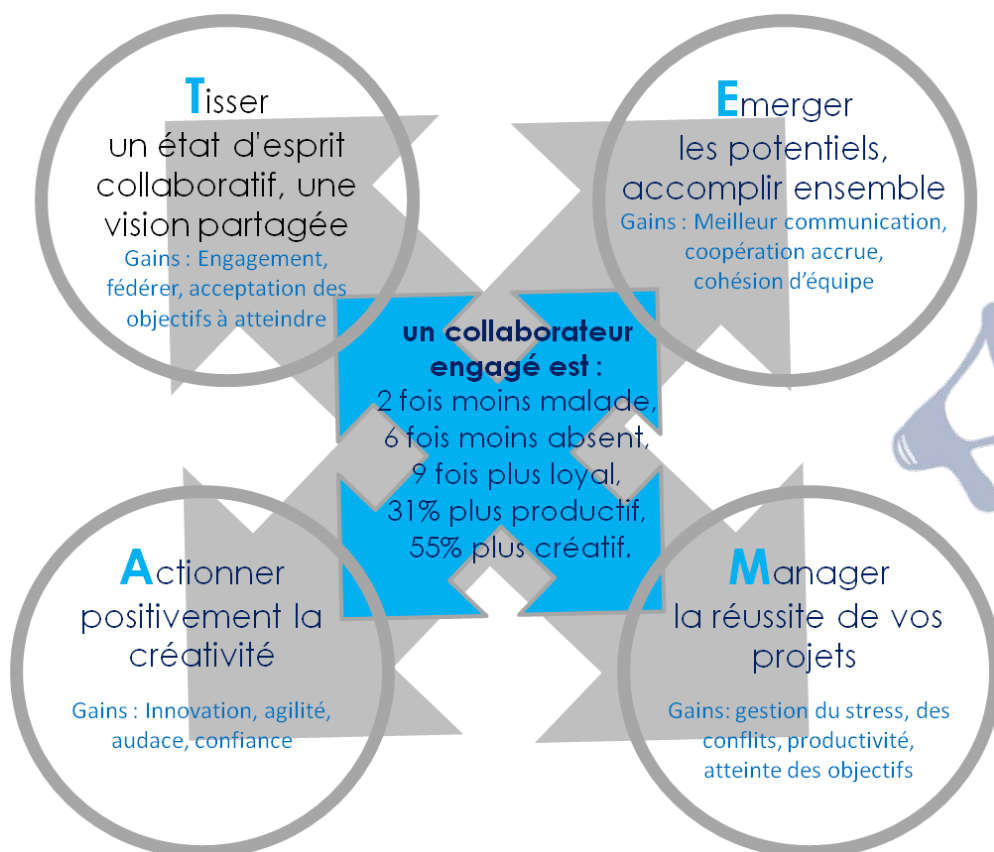 Tisser
un état d'esprit
collaboratif, une
vision partagée
Gains : Engagement,
fédérer, acceptation des
objectifs à atteindre
Emerger
les potentiels,
accomplir ensemble
Gains : Meilleur communication,
coopération accrue,
cohésion d'équipe
un collaborateur
engagé est :
2 fois moins malade,
6 fois moins absent,
9 fois plus loyal,
31% plus productif,
55% plus créatif.
Actionner
positivement la
créativité
Gains : Innovation, agilité,
audace, confiance
Manager
la réussite de vos
projets
Gains: gestion du stress, des
conflits, productivité,
atteinte des objectifs